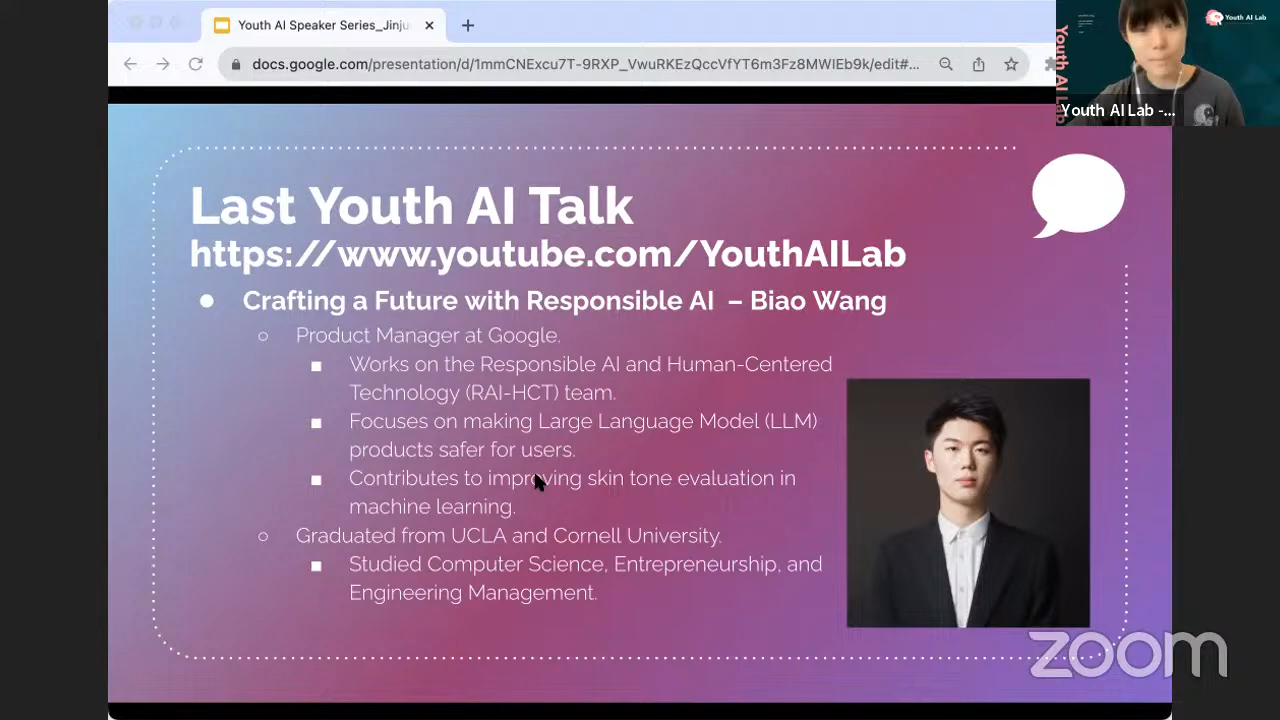 Youth AI Speaker Series_Jinju
docs.google.com/presentation/d/1mmCNExcu7T-9RXP_VwuRKEzQccVfYT6m3Fz8MWIEb9k/edit#...
Youth AI Lab
Youth AI Lab
Youth AI Lab -...
Last Youth AI Talk
https://www.youtube.com/YouthAILab
● Crafting a Future with Responsible AI – Biao Wang
○ Product Manager at Google.
■ Works on the Responsible AI and Human-Centered
Technology (RAI-HCT) team.
■ Focuses on making Large Language Model (LLM)
products safer for users.
■ Contributes to improving skin tone evaluation in
machine learning.
○ Graduated from UCLA and Cornell University.
■ Studied Computer Science, Entrepreneurship, and
Engineering Management.
zoom